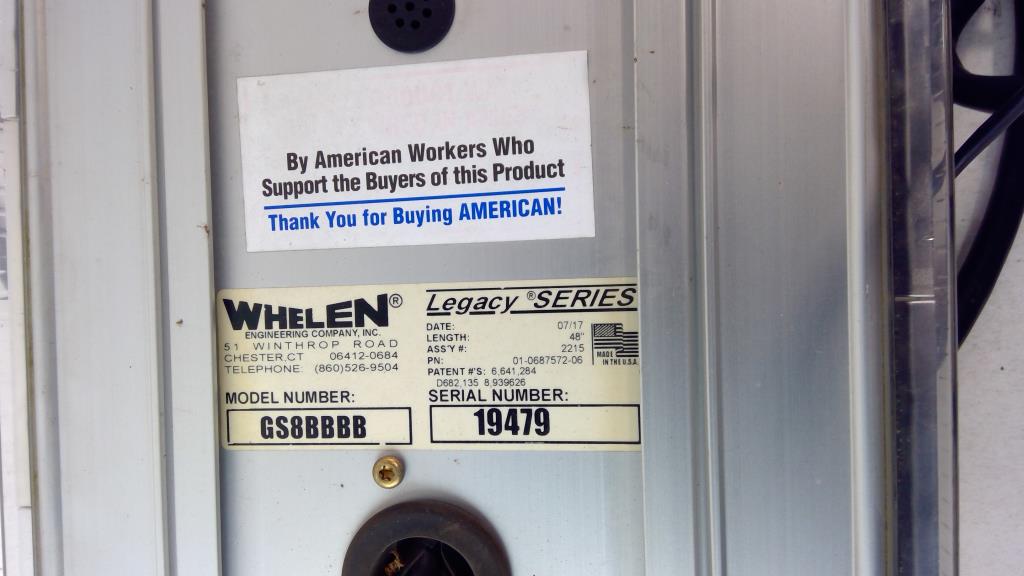 By American Workers Who
Support the Buyers of this Product
Thank You for Buying AMERICAN!
WHELEN®
ENGINEERING COMPANY, INC.
51 WINTHROP ROAD
CHESTER,CT 06412-0684
TELEPHONE: (860)526-9504
MODEL NUMBER:
GS8BBBB
Legacy ® SERIES
DATE: 07/17
LENGTH: 48"
ASS'Y #: 2215
PN: 01-0687572-06
PATENT #'S: 6,641,284
D682,135 8,939626
MADE
IN THE U.S.A.
SERIAL NUMBER:
19479